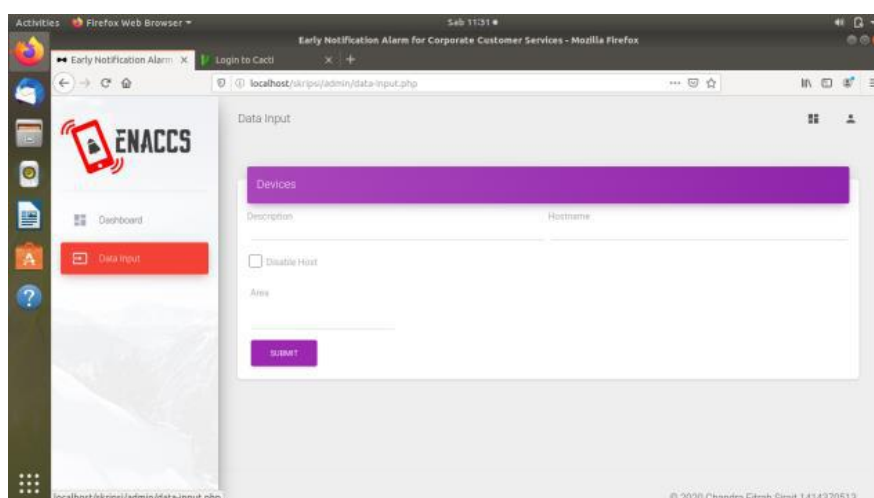 Activities Firefox Web Browser Sab 11:31
Early Notification Alarm for Corporate Customer Services - Mozilla Firefox
Early Notification Alarm Login to Cacti
localhost/skripsi/admin/data-input.php
ENACCS
Data Input
Devices
Description Hostname
Dashboard
Data Input
Disable Host
Area
SUBMIT
localhost/skripsi/admin/data-input.php
© 2020 Chandra Fitrah Sirait 1414370513